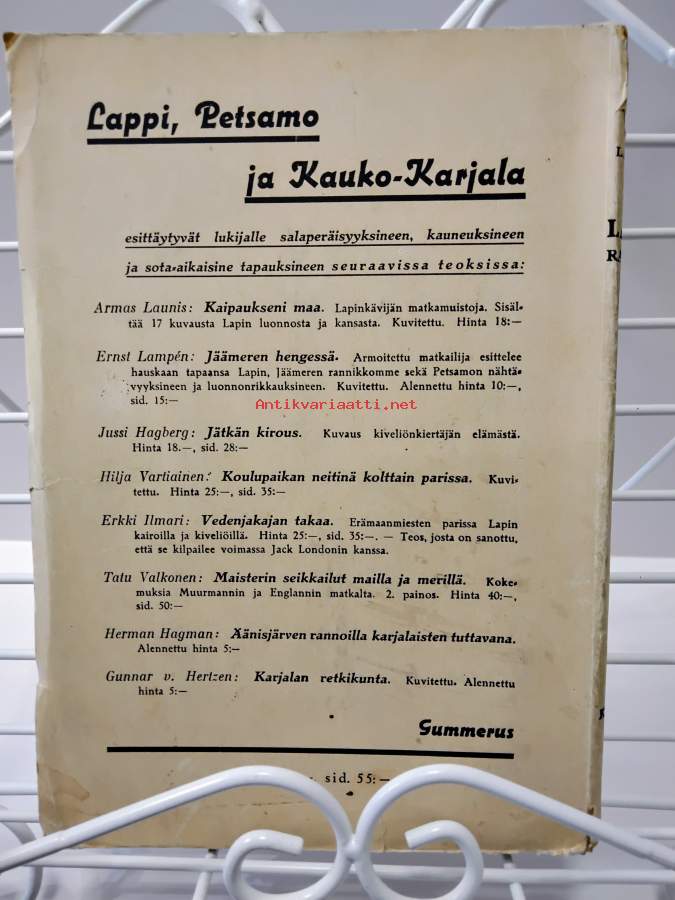 Lappi, Petsamo
ja Kauko-Karjala
esittäytyvät lukijalle salaperäisyyksineen, kauneuksineen
ja sota-aikaisine tapauksineen seuraavissa teoksissa:
Armas Launis: Kaipaukseni maa. Lapinkävijän matkamuistoja. Sisäl-
tää 17 kuvausta Lapin luonnosta ja kansasta. Kuvitettu. Hinta 18:—
Ernst Lampén: Jäämeren hengessä. Armoitettu matkailija esittelee
hauskaan tapaansa Lapin, Jäämeren rannikkomme sekä Petsamon nähtä-
vyyksineen ja luonnonrikkauksineen. Kuvitettu. Alennettu hinta 10:—,
sid. 15:—
Antikvariaatti.net
Jussi Hagberg: Jätkän kirous. Kuvaus kiveliönkiertäjän elämästä.
Hinta 18.—, sid. 28:—
Hilja Vartiainen: Koulupaikan neitinä kolttain parissa. Kuvi-
tettu. Hinta 25:—, sid. 35:—
Erkki Ilmari: Vedenjakajan takaa. Erämaanmiesten parissa Lapin
kairoilla ja kiveliöillä. Hinta 25:—, sid. 35:—. — Teos, josta on sanottu,
että se kilpailee voimassa Jack Londonin kanssa.
Tatu Valkonen: Maisterin seikkailut mailla ja merillä. Koke-
muksia Muurmannin ja Englannin matkalta. 2. painos. Hinta 40:—,
sid. 50:—
Herman Hagman: Äänisjärven rannoilla karjalaisten tuttavana.
Alennettu hinta 5:—
Gunnar v. Hertzen: Karjalan retkikunta. Kuvitettu. Alennettu
hinta 5:—
Gummerus
sid. 55:—